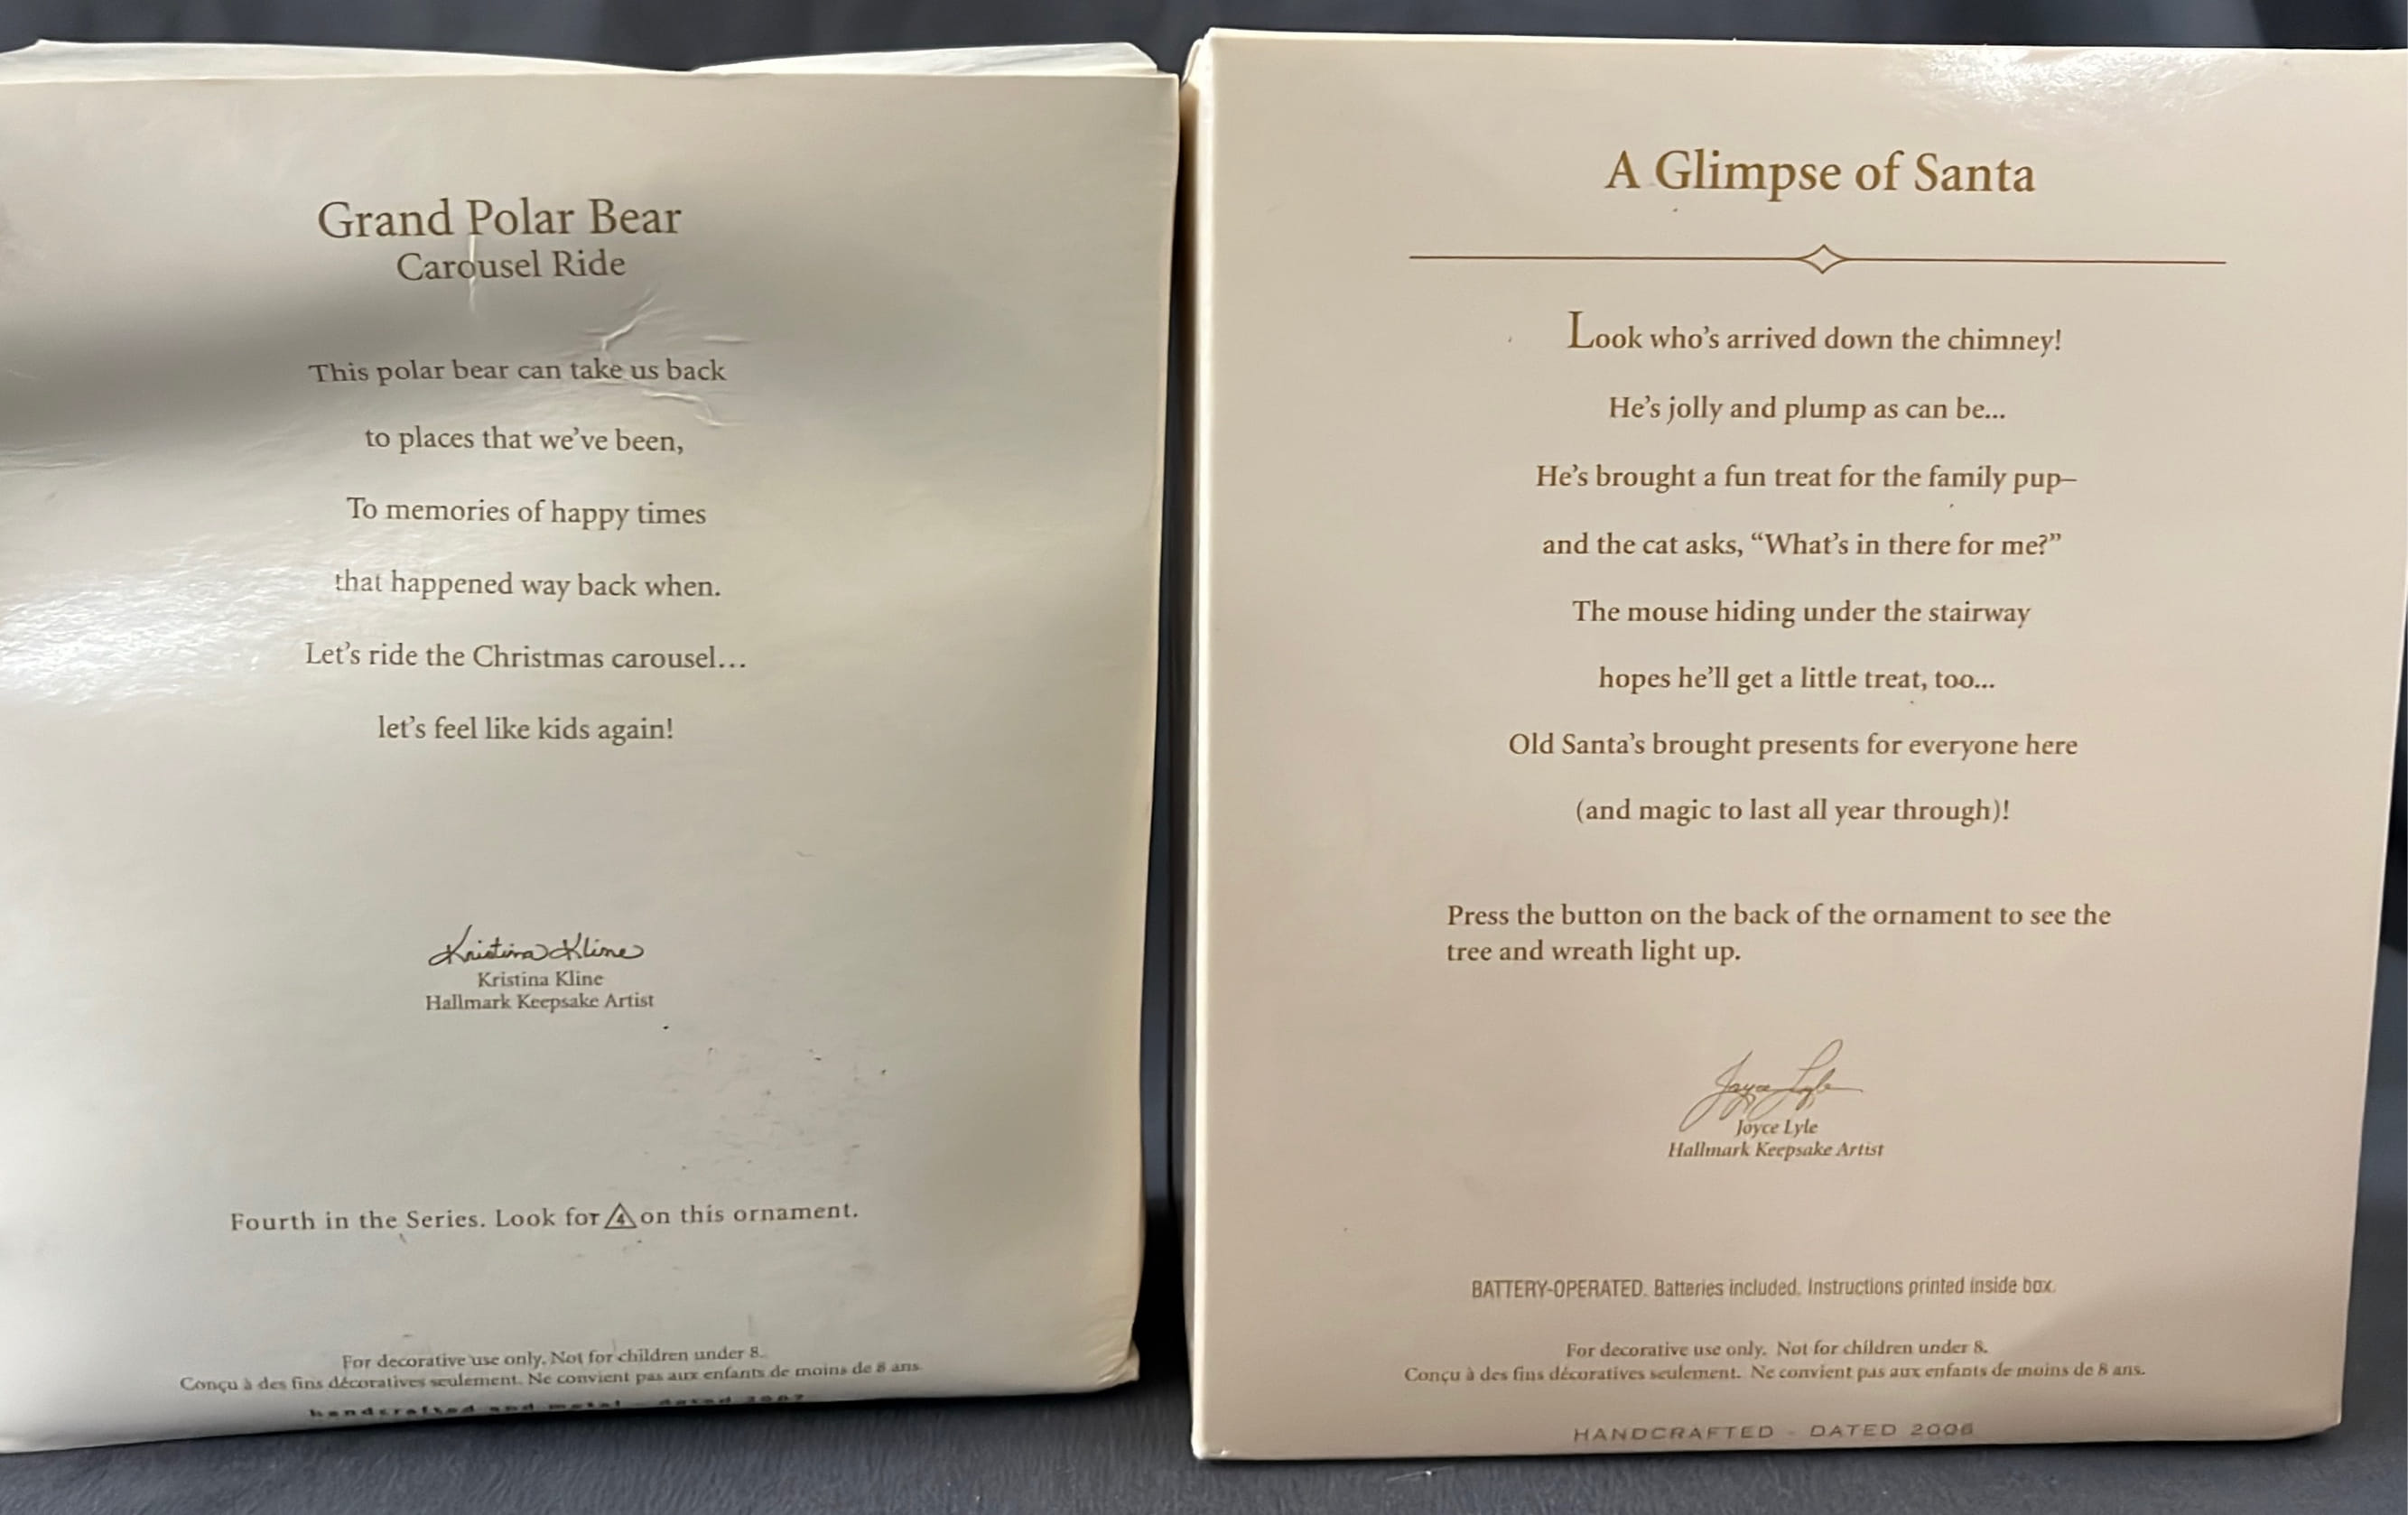 Grand Polar Bear
Carousel Ride
This polar bear can take us back
to places that we've been,
To memories of happy times
that happened way back when.
Let's ride the Christmas carousel...
let's feel like kids again!
Kristina Kline
Kristina Kline
Hallmark Keepsake Artist
Fourth in the Series. Look for 4 on this ornament.
For decorative use only. Not for children under 8.
Conçu à des fins décoratives seulement. Ne convient pas aux enfants de moins de 8 ans.
handcrafted and metal - dated 2007
A Glimpse of Santa
Look who's arrived down the chimney!
He's jolly and plump as can be...
He's brought a fun treat for the family pup–
and the cat asks, “What's in there for me?”
The mouse hiding under the stairway
hopes he'll get a little treat, too...
Old Santa's brought presents for everyone here
(and magic to last all year through)!
Press the button on the back of the ornament to see the
tree and wreath light up.
Joyce Lyle
Joyce Lyle
Hallmark Keepsake Artist
BATTERY-OPERATED. Batteries included. Instructions printed inside box.
For decorative use only. Not for children under 8.
Conçu à des fins décoratives seulement. Ne convient pas aux enfants de moins de 8 ans.
HANDCRAFTED - DATED 2006